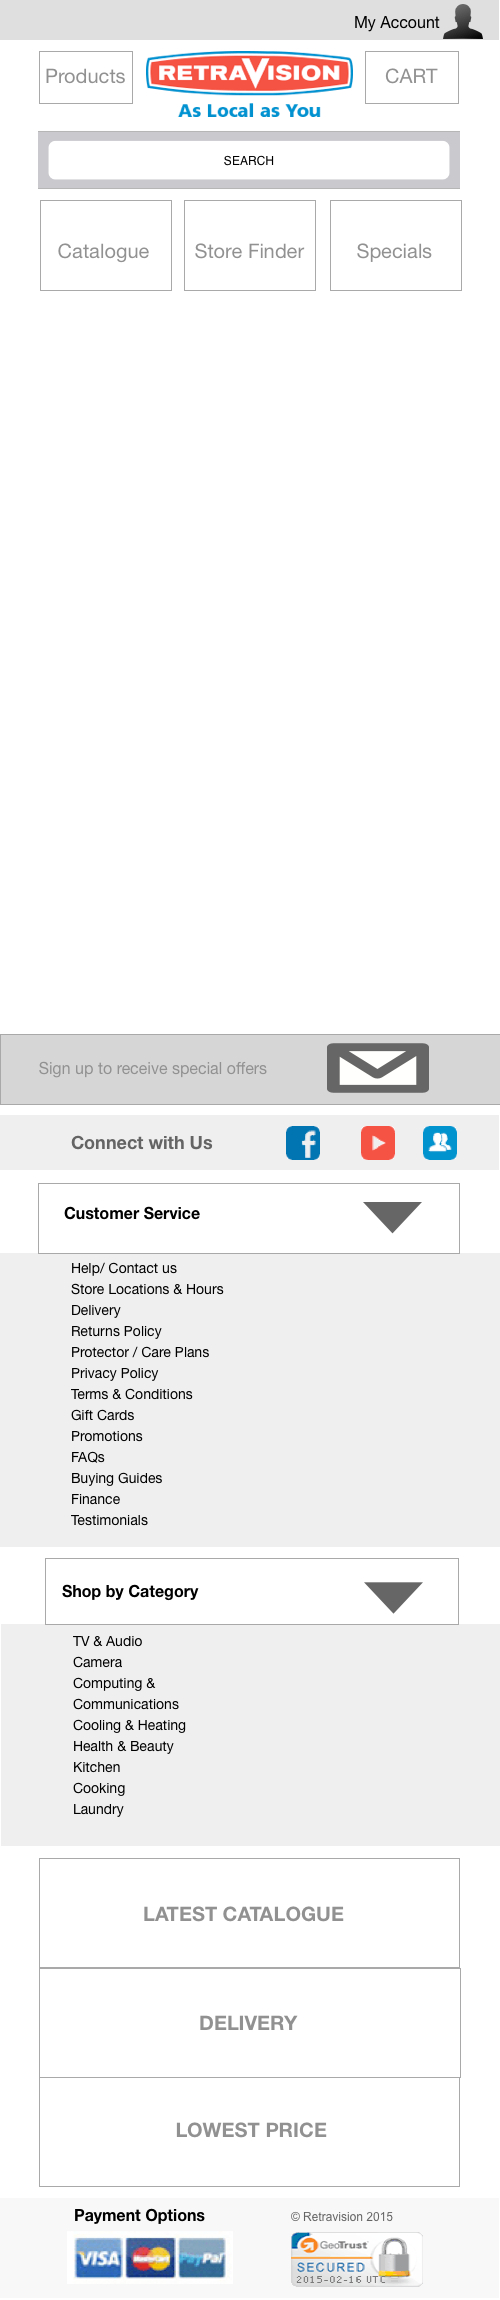 My Account
Products
RETRAVISION
CART
As Local as You
SEARCH
Catalogue
Store Finder
Specials
Sign up to receive special offers
Connect with Us
Customer Service
Help/ Contact us
Store Locations & Hours
Delivery
Returns Policy
Protector / Care Plans
Privacy Policy
Terms & Conditions
Gift Cards
Promotions
FAQs
Buying Guides
Finance
Testimonials
Shop by Category
TV & Audio
Camera
Computing &
Communications
Cooling & Heating
Health & Beauty
Kitchen
Cooking
Laundry
LATEST CATALOGUE
DELIVERY
LOWEST PRICE
Payment Options
© Retravision 2015
VISA
MasterCard
PayPal
GeoTrust
SECURED
2015-02-16 UTC